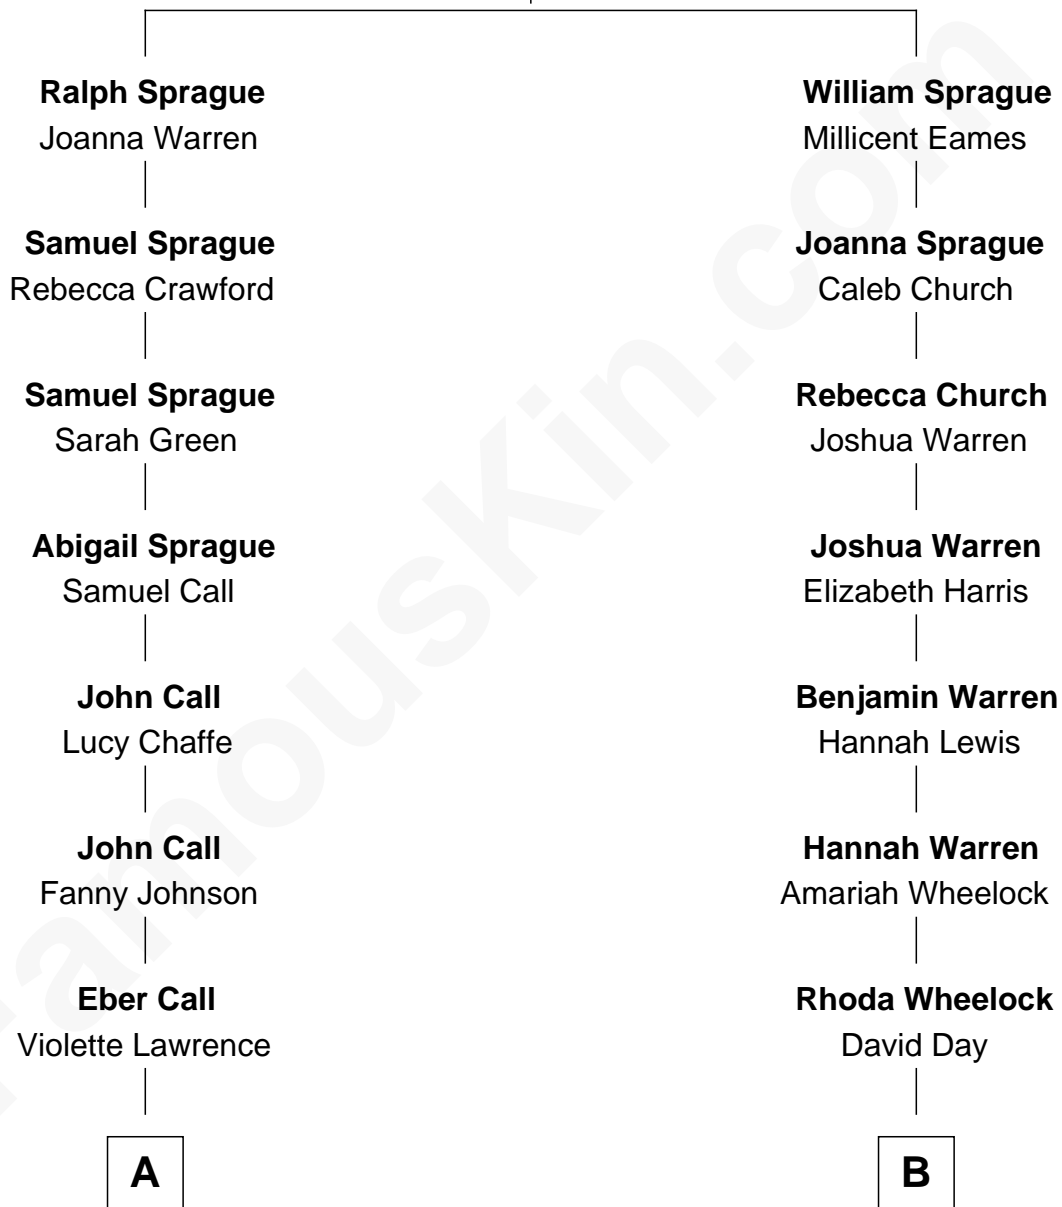 Ralph Sprague
Joanna Warren
Samuel Sprague
Rebecca Crawford
Samuel Sprague
Sarah Green
Abigail Sprague
Samuel Call
John Call
Lucy Chaffe
John Call
Fanny Johnson
Eber Call
Violette Lawrence
A
William Sprague
Millicent Eames
Joanna Sprague
Caleb Church
Rebecca Church
Joshua Warren
Joshua Warren
Elizabeth Harris
Benjamin Warren
Hannah Lewis
Hannah Warren
Amariah Wheelock
Rhoda Wheelock
David Day
B
FamousKin.com